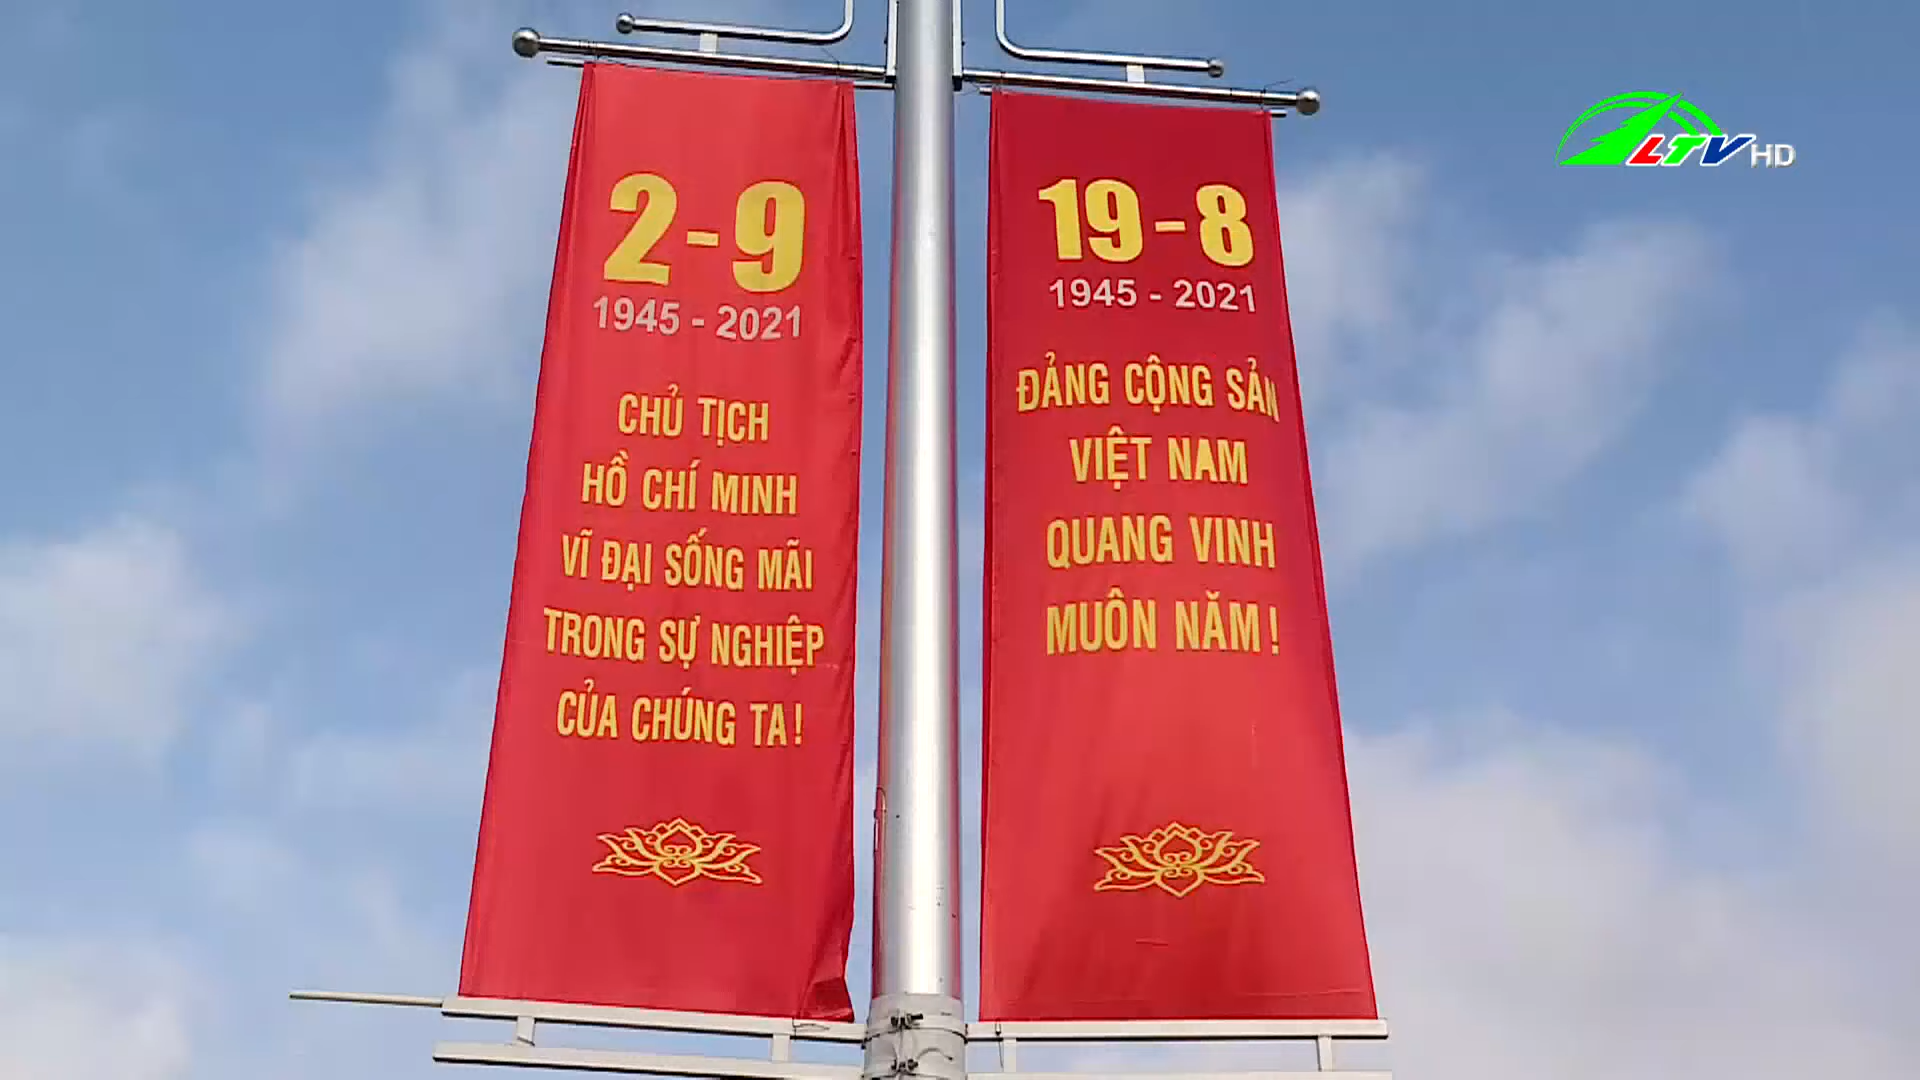 2-9
1945 - 2021
CHỦ TỊCH
HỒ CHÍ MINH
VĨ ĐẠI SỐNG MÃI
TRONG SỰ NGHIỆP
CỦA CHÚNG TA!
19-8
1945 - 2021
ĐẢNG CỘNG SẢN
VIỆT NAM
QUANG VINH
MUÔN NĂM!
LTV HD